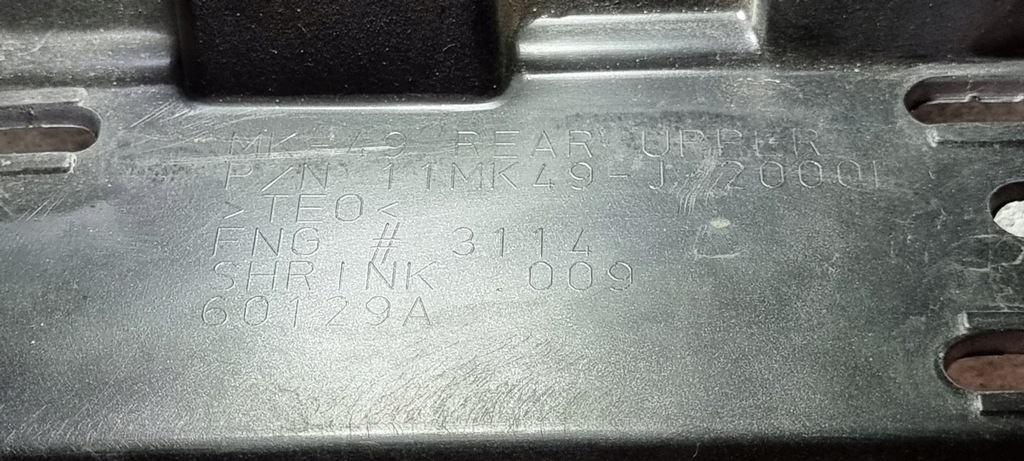 MK-49 REAR UPPER
P/N 11MK49-J-20001
>TEO<
ENG # 3114
SHRINK .009
60129A